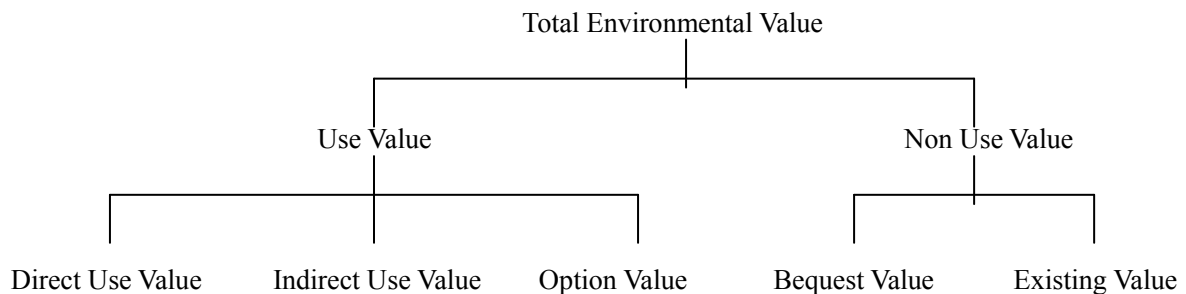 Total Environmental Value
Use Value
Non Use Value
Direct Use Value
Indirect Use Value
Option Value
Bequest Value
Existing Value